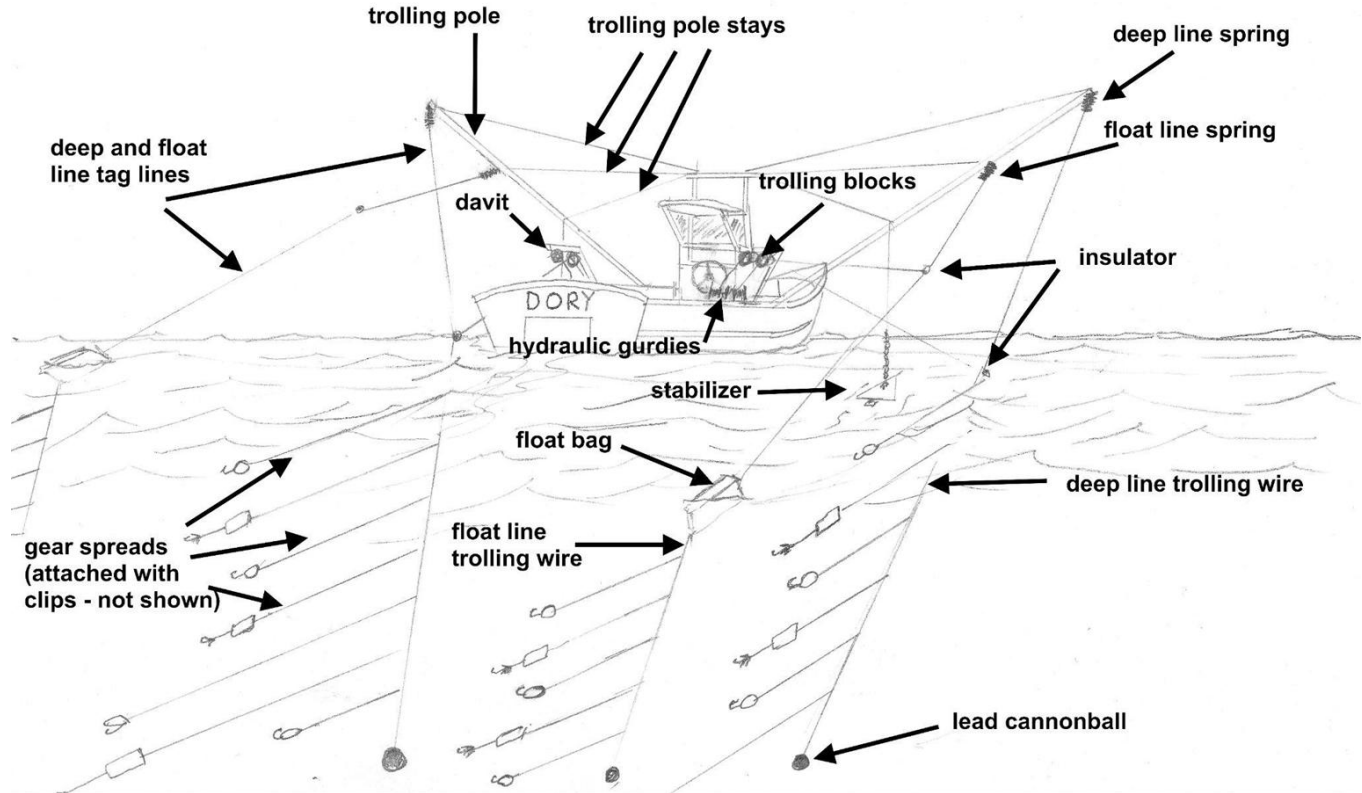 trolling pole
trolling pole stays
deep line spring
float line spring
deep and float
line tag lines
trolling blocks
davit
insulator
DORY
hydraulic gurdies
stabilizer
float bag
deep line trolling wire
float line
trolling wire
gear spreads
(attached with
clips - not shown)
lead cannonball